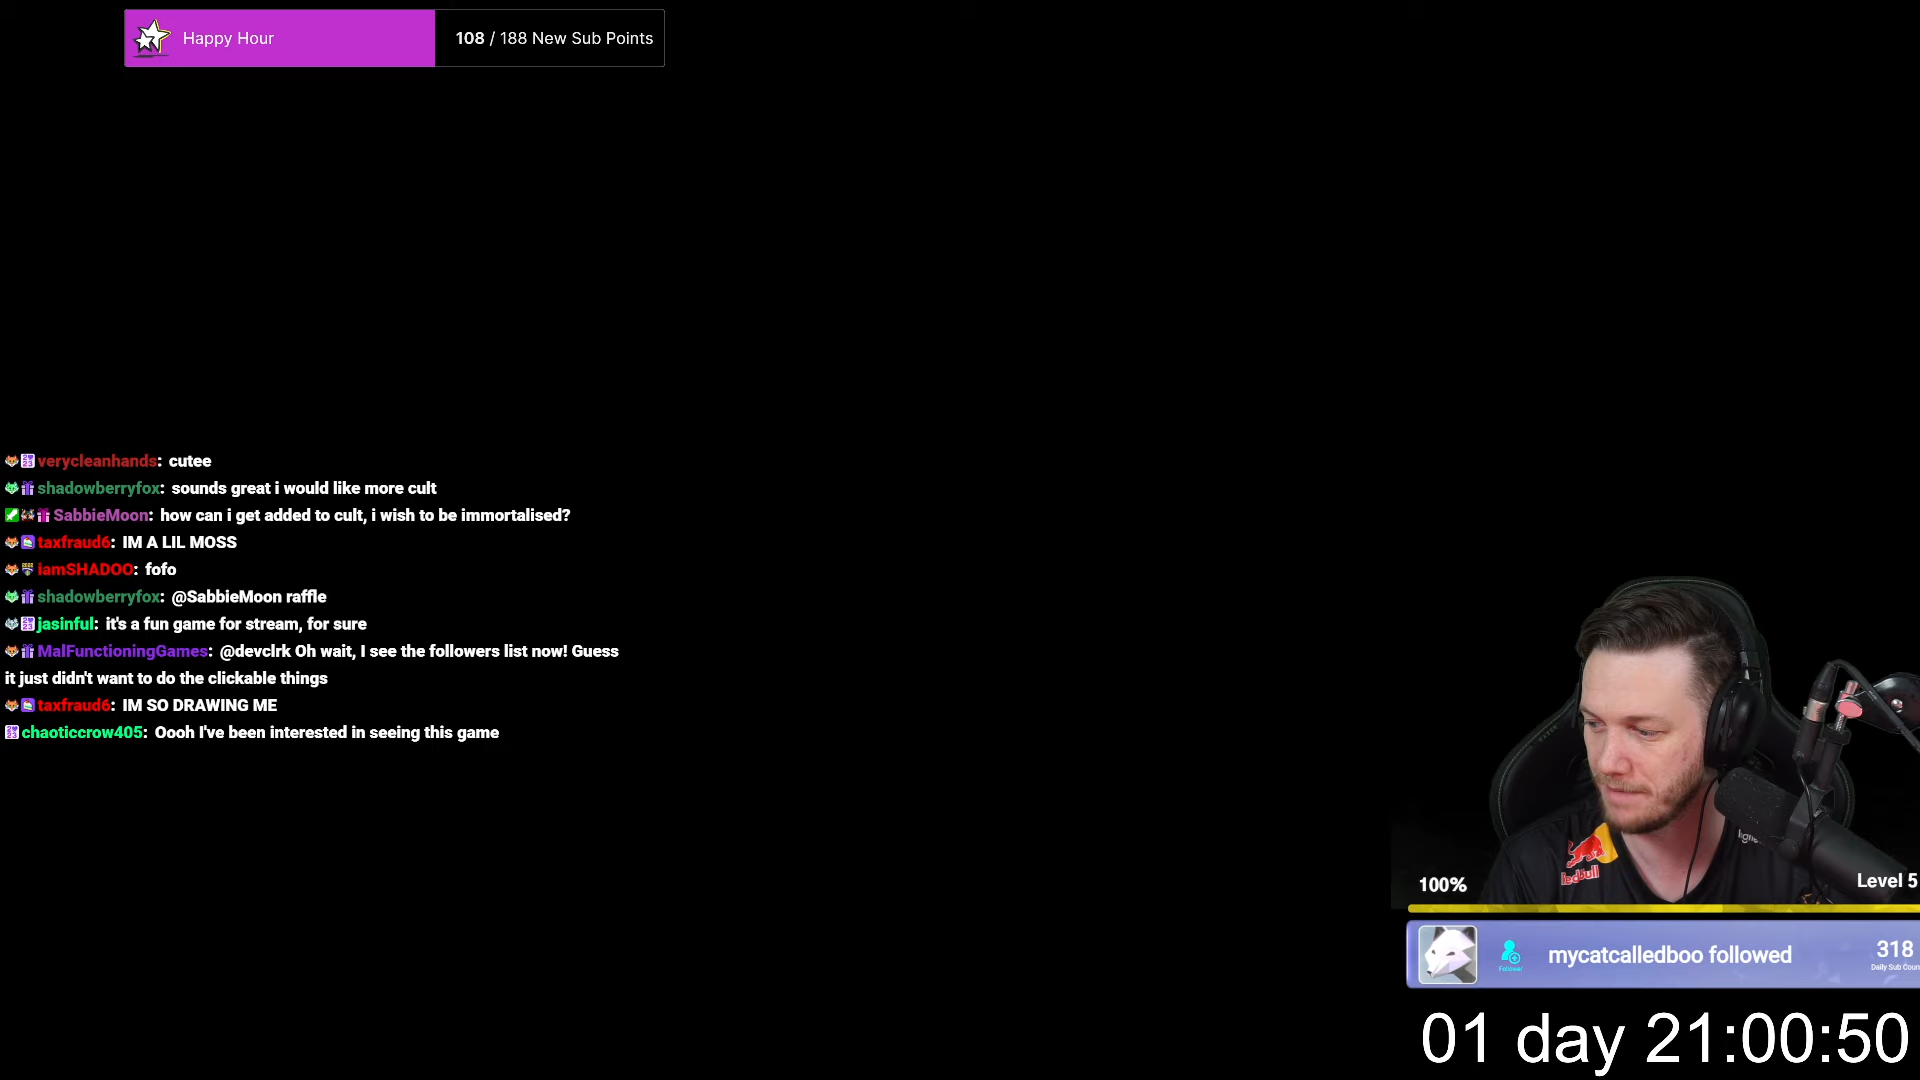 Happy Hour
108 / 188 New Sub Points
verycleanhands: cutee
shadowberryfox: sounds great i would like more cult
SabbieMoon: how can i get added to cult, i wish to be immortalised?
taxfraud6: IM A LIL MOSS
iamSHADOO: fofo
shadowberryfox: @SabbieMoon raffle
jasinful: it's a fun game for stream, for sure
MalFunctioningGames: @devclrk Oh wait, I see the followers list now! Guess
it just didn't want to do the clickable things
taxfraud6: IM SO DRAWING ME
chaoticcrow405: Oooh I've been interested in seeing this game
100%
Level 5
Follower
mycatcalledboo followed
318
Daily Sub Coun
01 day 21:00:50